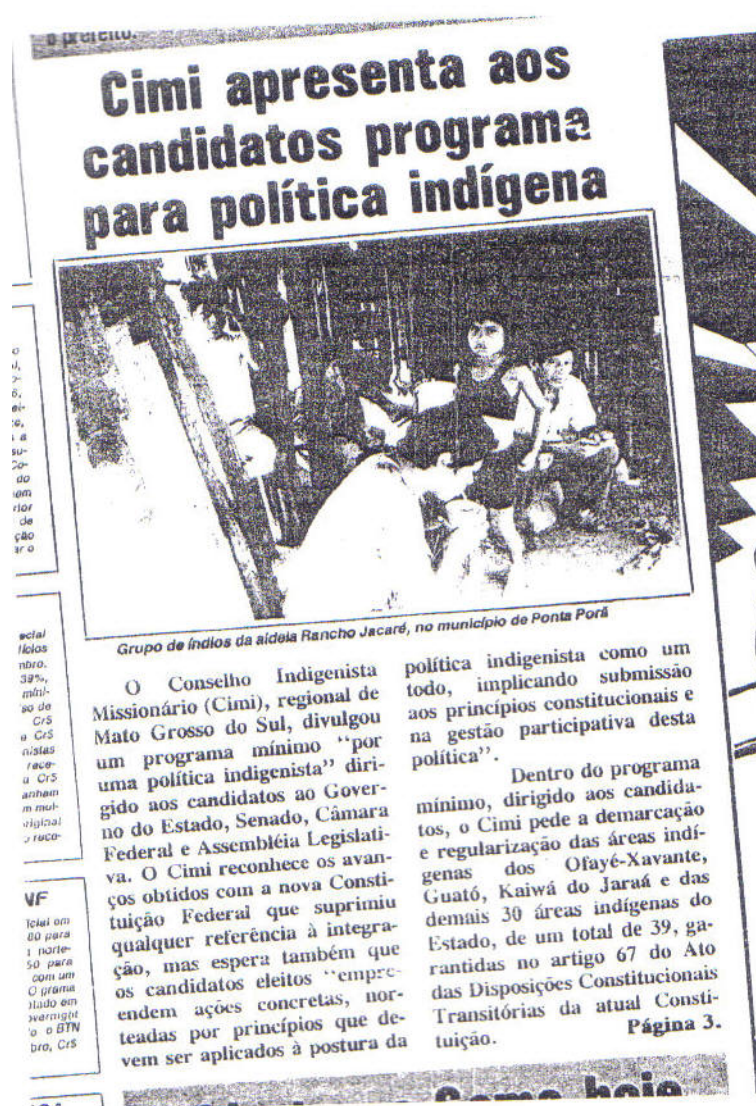 o prefeito.
Cimi apresenta aos
candidatos programa
para política indígena
Grupo de índios da aldeia Rancho Jacaré, no município de Ponta Porã
O Conselho Indigenista
Missionário (Cimi), regional de
Mato Grosso do Sul, divulgou
um programa mínimo “por
uma política indigenista” diri-
gido aos candidatos ao Gover-
no do Estado, Senado, Câmara
Federal e Assembléia Legislati-
va. O Cimi reconhece os avan-
ços obtidos com a nova Consti-
tuição Federal que suprimiu
qualquer referência à integra-
ção, mas espera também que
os candidatos eleitos “empre-
endem ações concretas, nor-
teadas por princípios que de-
vem ser aplicados à postura da
política indigenista como um
todo, implicando submissão
aos princípios constitucionais e
na gestão participativa desta
política”.
Dentro do programa
mínimo, dirigido aos candida-
tos, o Cimi pede a demarcação
e regularização das áreas indí-
genas dos Ofayé-Xavante,
Guató, Kaiwá do Jaraá e das
demais 30 áreas indígenas do
Estado, de um total de 39, ga-
rantidas no artigo 67 do Ato
das Disposições Constitucionais
Transitórias da atual Consti-
tuição.
Página 3.